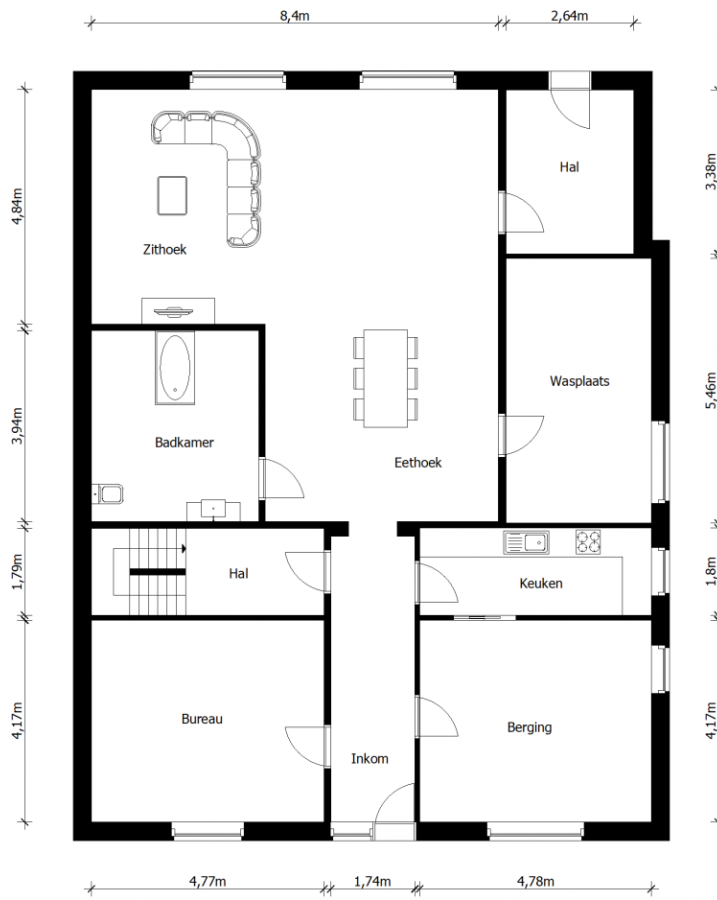 8,4m
2,64m
4,84m
3,38m
Hal
Zithoek
Wasplaats
5,46m
3,94m
Badkamer
Eethoek
1,79m
Hal
Keuken
1,8m
4,17m
Bureau
Berging
4,17m
Inkom
4,77m
1,74m
4,78m